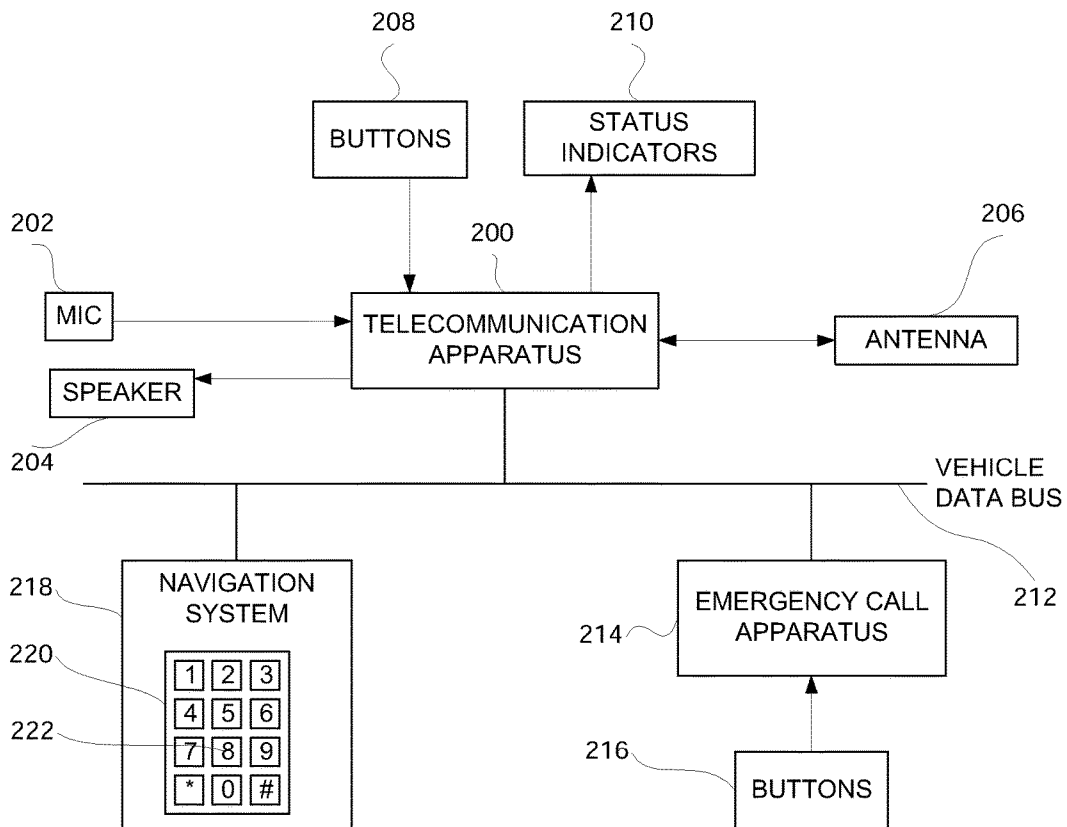 208
210
BUTTONS
STATUS
INDICATORS
202
200
206
MIC
TELECOMMUNICATION
APPARATUS
ANTENNA
SPEAKER
204
VEHICLE
DATA BUS
212
218
NAVIGATION
SYSTEM
220
1 2 3
4 5 6
222
7 8 9
* 0 #
214
EMERGENCY CALL
APPARATUS
216
BUTTONS